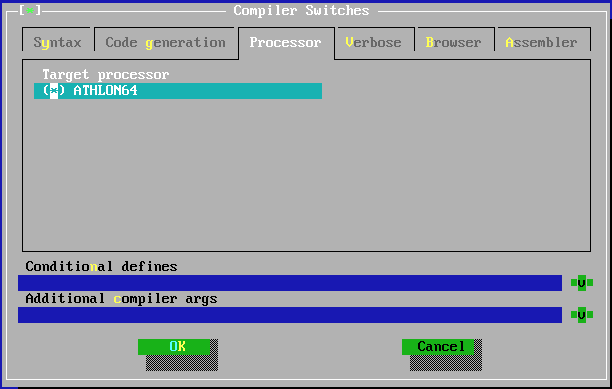 Compiler Switches
Syntax Code generation Processor Verbose Browser Assembler
Target processor
(*) ATHLON64
Conditional defines
Additional compiler args
OK Cancel